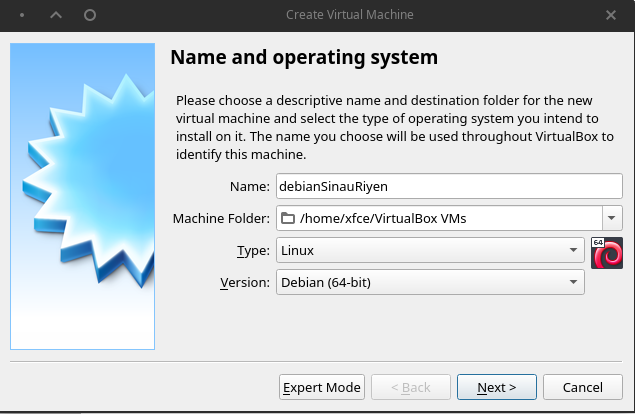 Create Virtual Machine
Name and operating system
Please choose a descriptive name and destination folder for the new
virtual machine and select the type of operating system you intend to
install on it. The name you choose will be used throughout VirtualBox to
identify this machine.
Name: debianSinauRiyen
Machine Folder: /home/xfce/VirtualBox VMs
Type: Linux
64
Version: Debian (64-bit)
Expert Mode < Back Next > Cancel